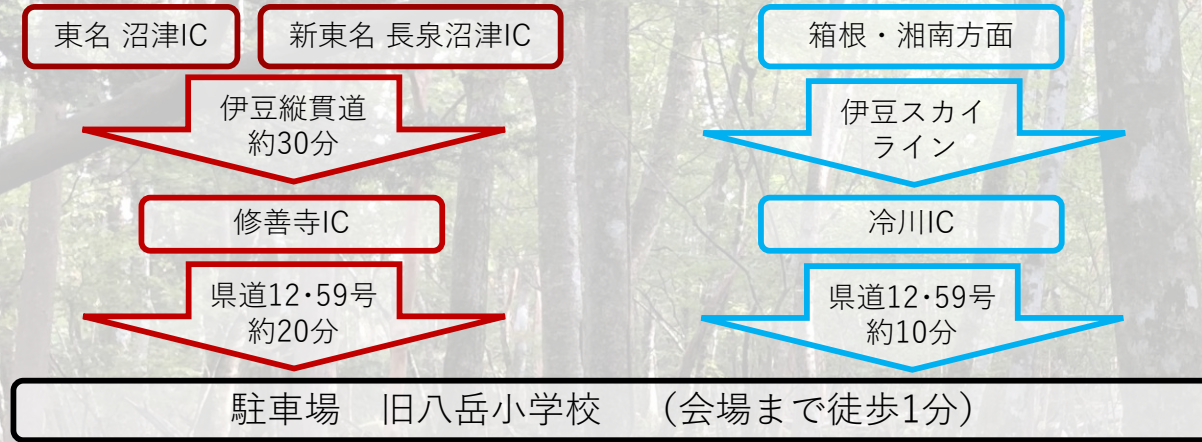 東名 沼津IC
新東名 長泉沼津IC
伊豆縦貫道
約30分
修善寺IC
県道12・59号
約20分
箱根・湘南方面
伊豆スカイ
ライン
冷川IC
県道12・59号
約10分
駐車場　旧八岳小学校　（会場まで徒歩1分）